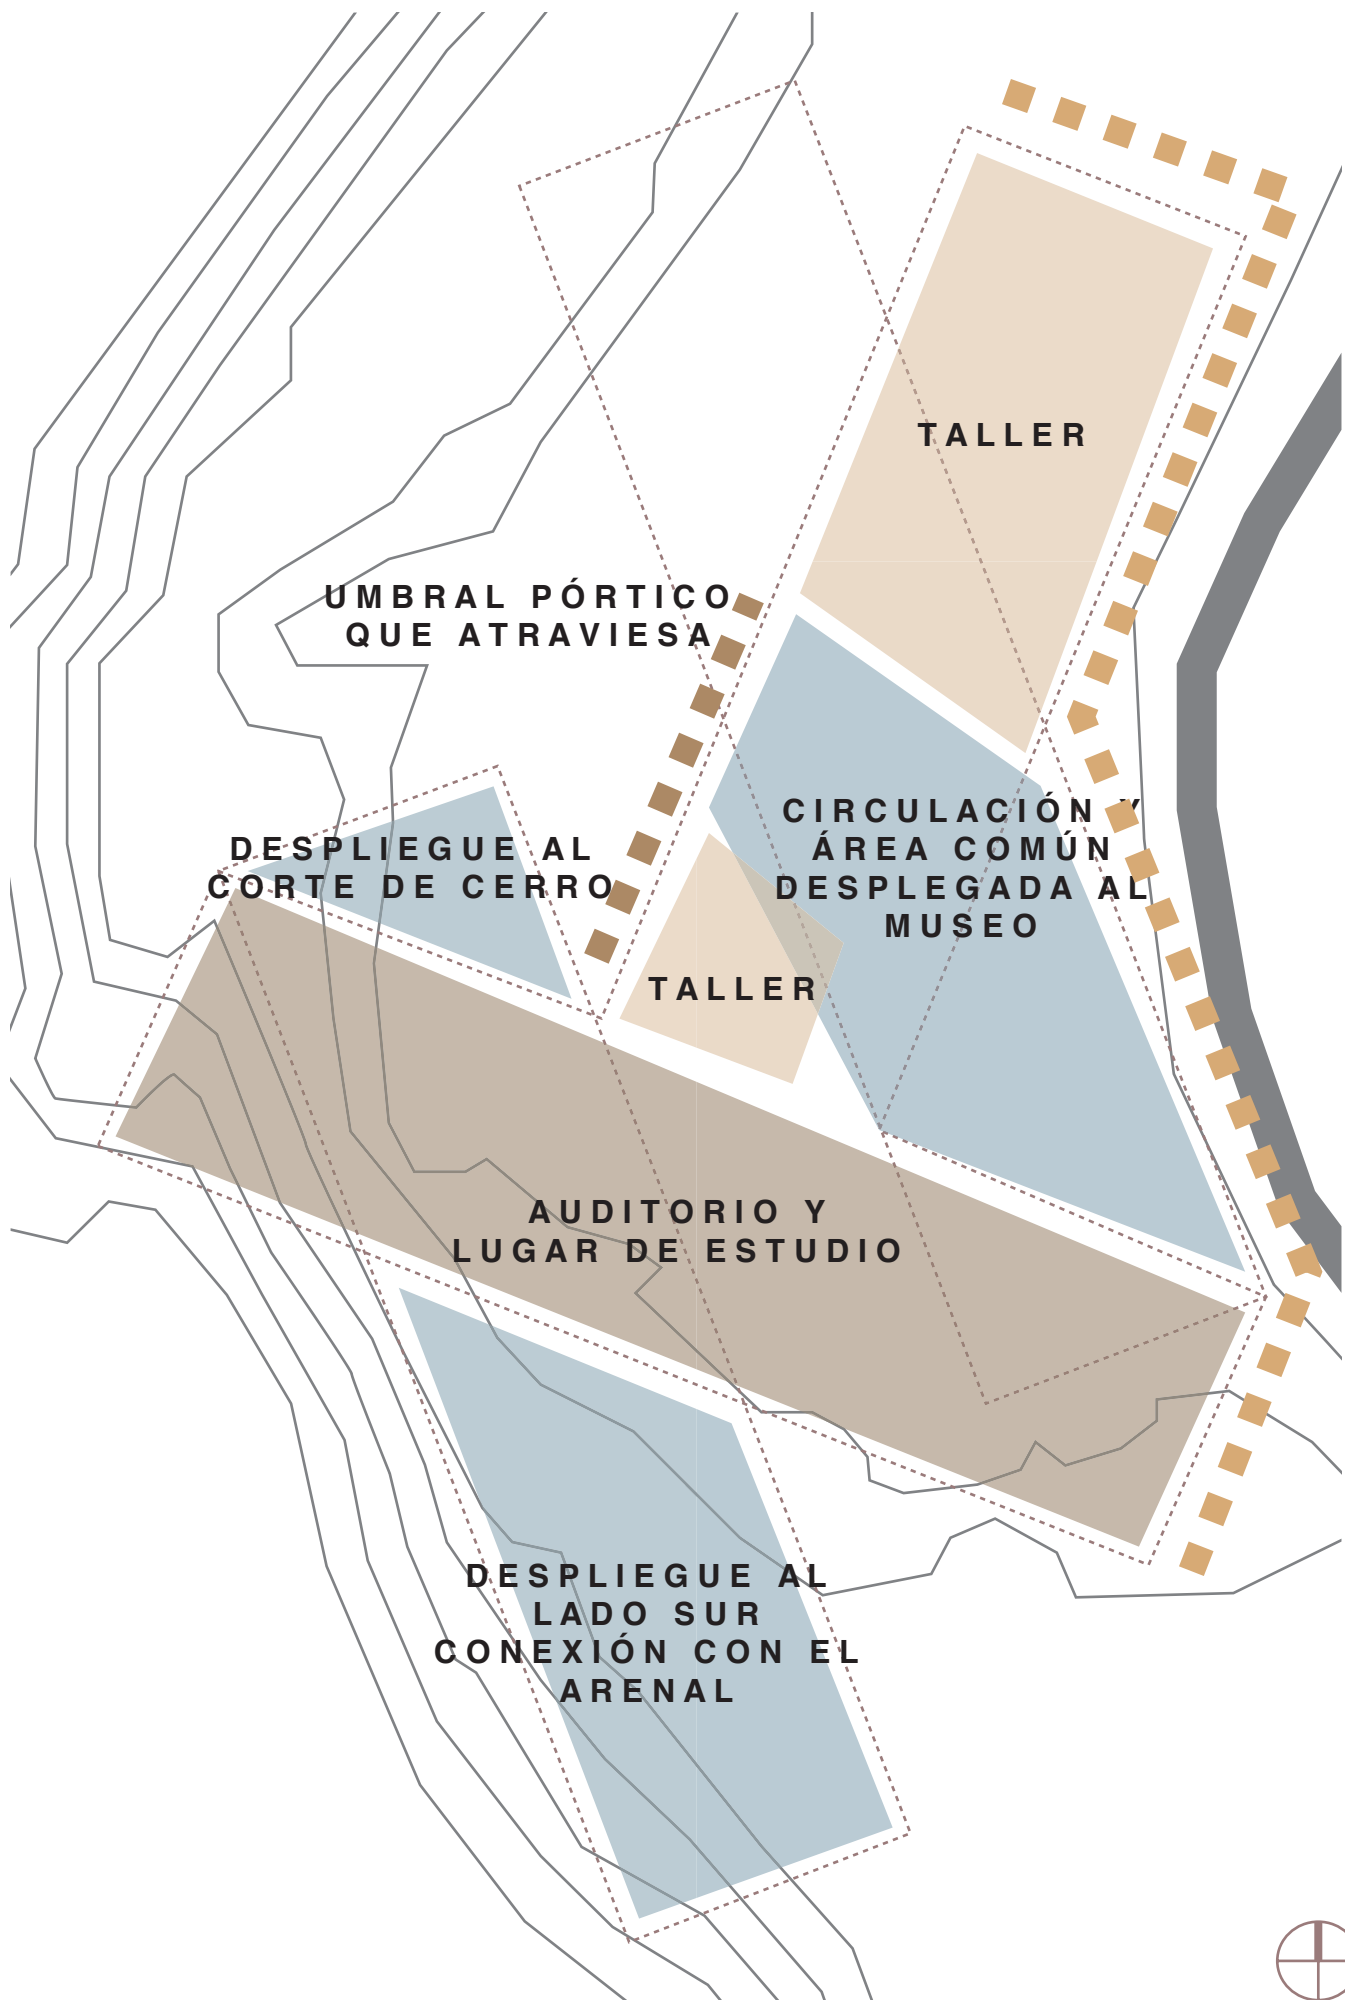 TALLER
UMBRAL PÓRTICO
QUE ATRAVIESA
CIRCULACIÓN Y
ÁREA COMÚN
DESPLEGADA AL
MUSEO
DESPLIEGUE AL
CORTE DE CERRO
TALLER
AUDITORIO Y
LUGAR DE ESTUDIO
DESPLIEGUE AL
LADO SUR
CONEXIÓN CON EL
ARENAL